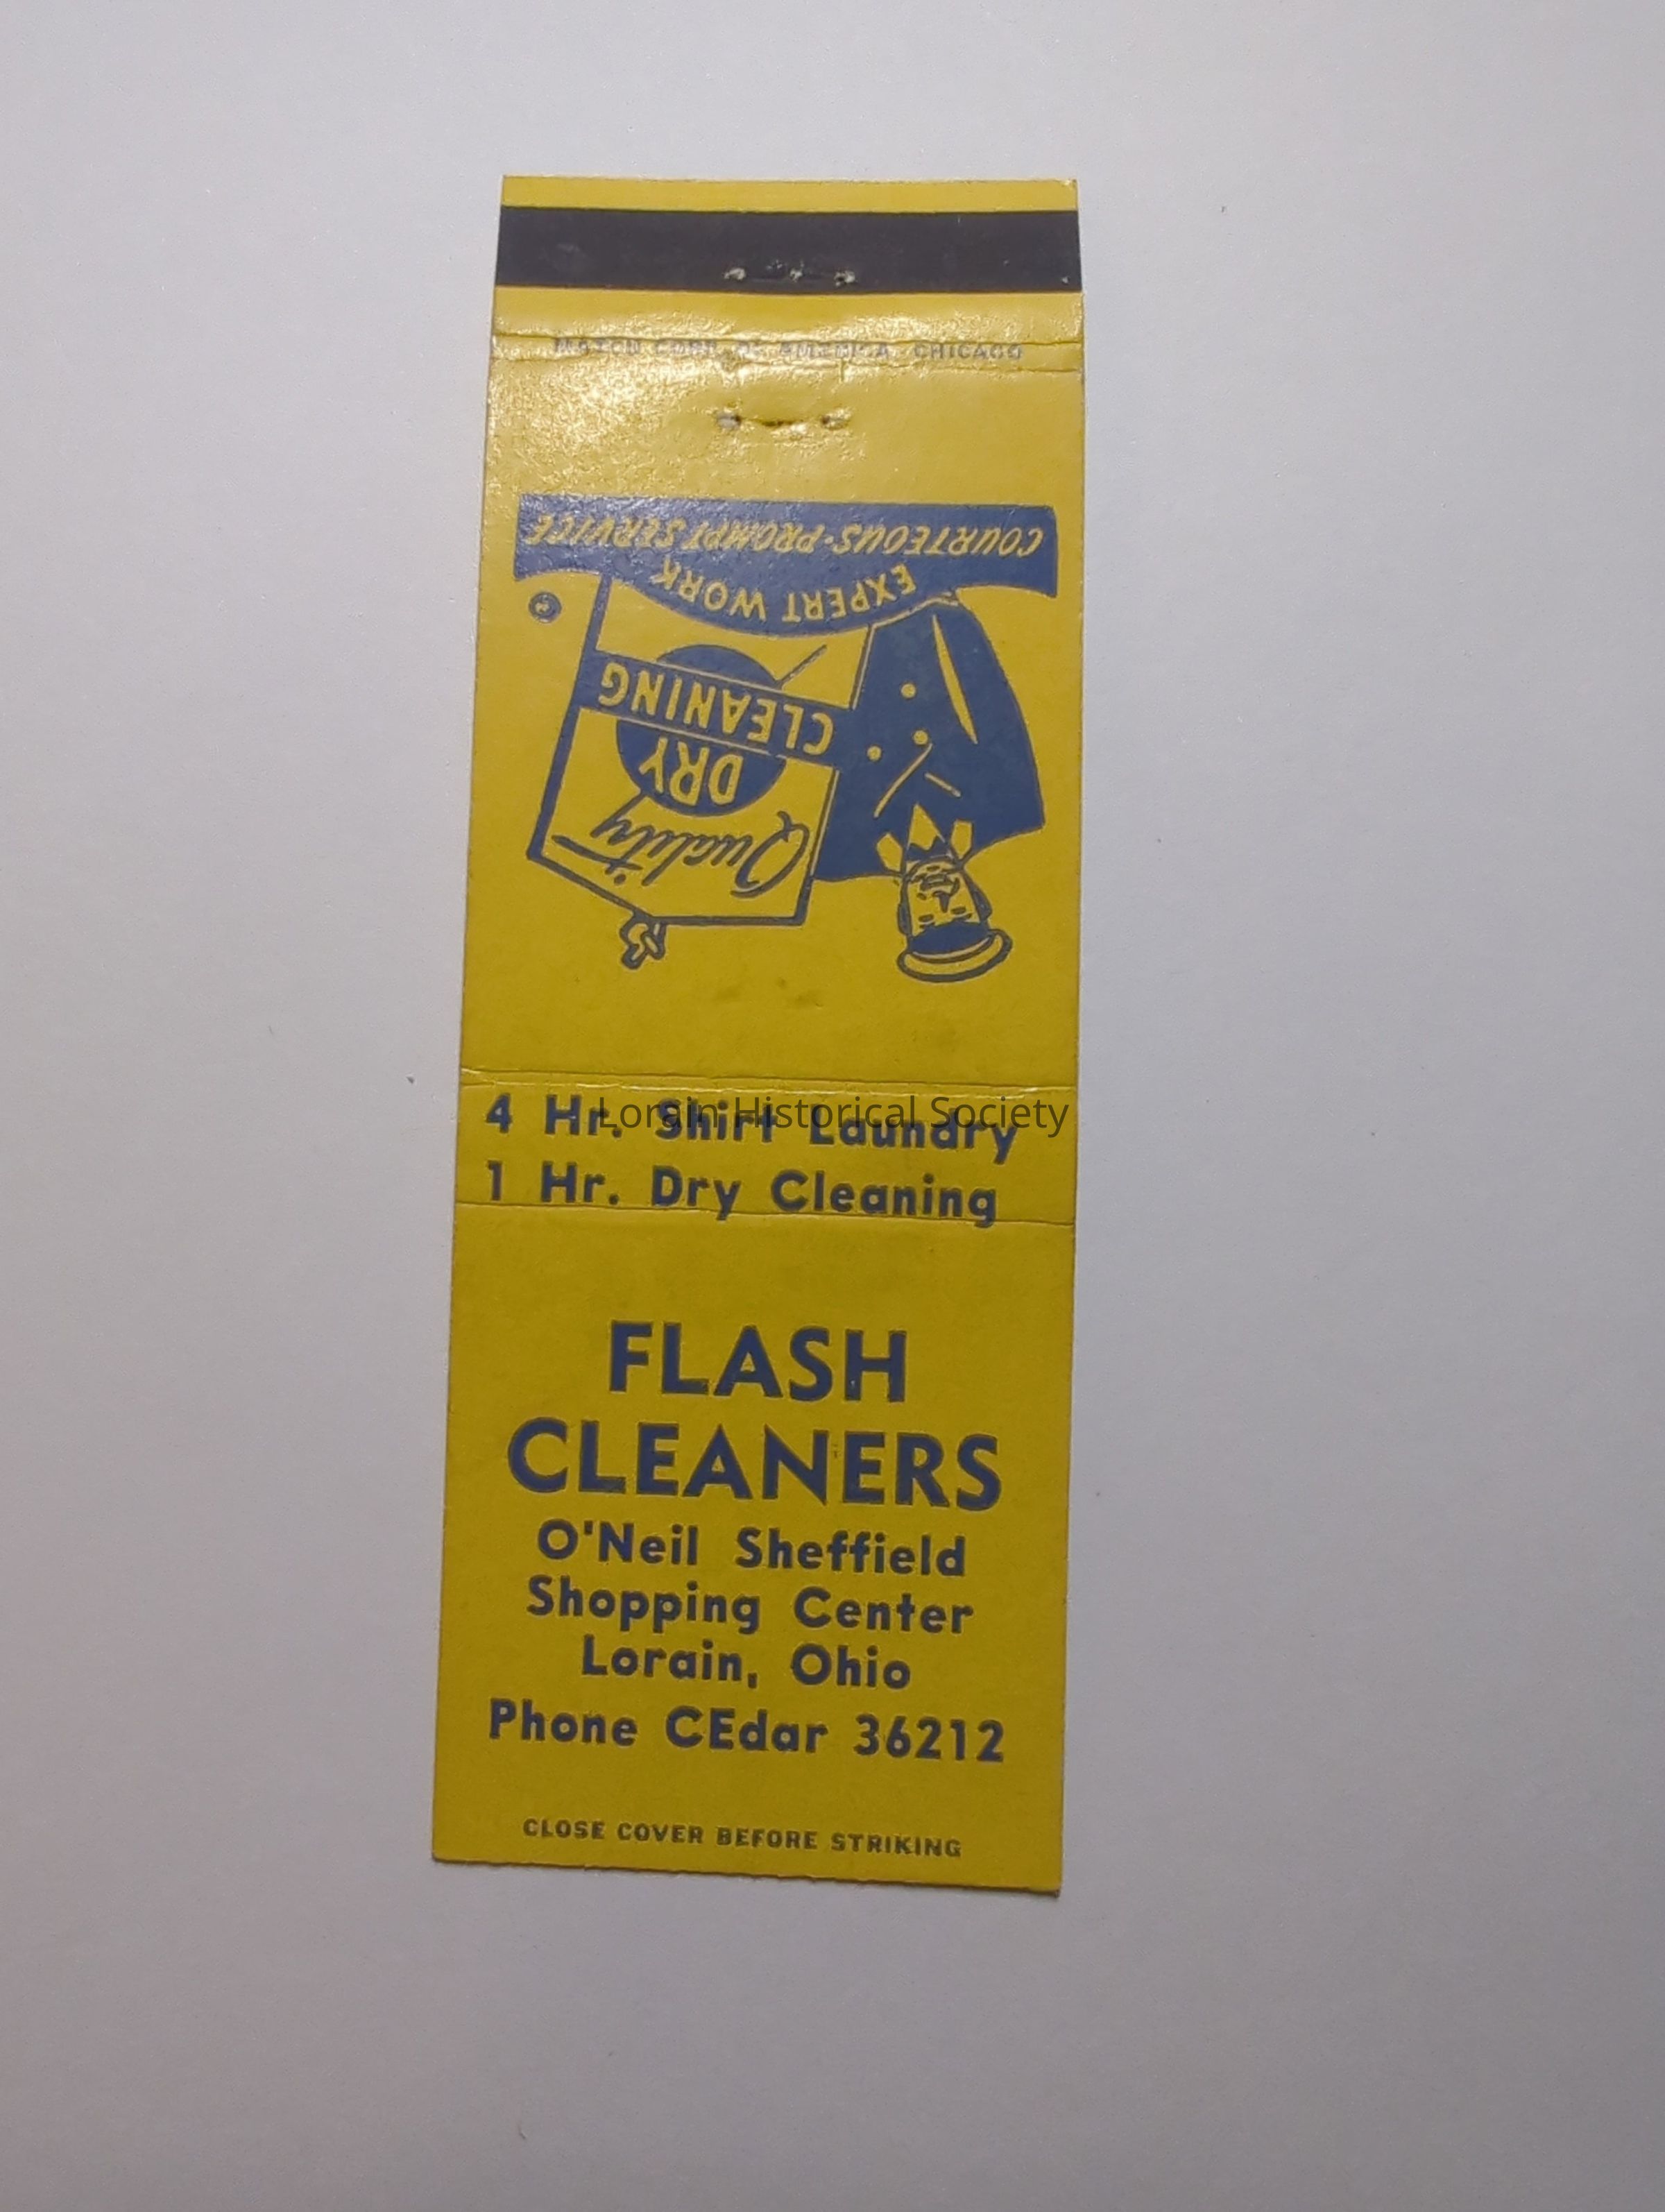 MATCH CORP. OF AMERICA, CHICAGO
Quality
DRY
CLEANING
EXPERT WORK
COURTEOUS-PROMPT SERVICE
4 Hr. Shirt Laundry
Lorain Historical Society
1 Hr. Dry Cleaning
FLASH
CLEANERS
O'Neil Sheffield
Shopping Center
Lorain, Ohio
Phone CEdar 36212
CLOSE COVER BEFORE STRIKING